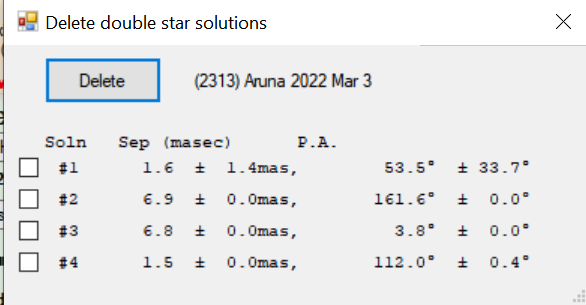 Delete double star solutions
Delete (2313) Aruna 2022 Mar 3
Soln Sep (masec) P.A.
#1 1.6 ± 1.4mas, 53.5° ± 33.7°
#2 6.9 ± 0.0mas, 161.6° ± 0.0°
#3 6.8 ± 0.0mas, 3.8° ± 0.0°
#4 1.5 ± 0.0mas, 112.0° ± 0.4°